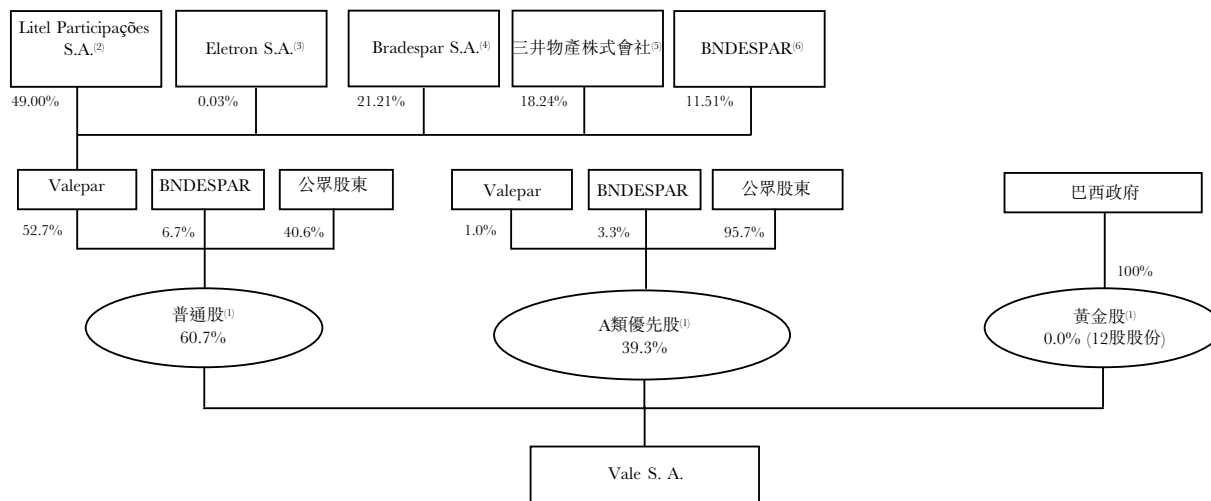 Litel Participações
S.A.(2)
Eletron S.A.(3)
Bradespar S.A.(4)
三井物產株式會社(5)
BNDESPAR(6)
49.00%
0.03%
21.21%
18.24%
11.51%
Valepar
BNDESPAR
公眾股東
Valepar
BNDESPAR
公眾股東
巴西政府
52.7%
6.7%
40.6%
1.0%
3.3%
95.7%
100%
普通股(1)
60.7%
A類優先股(1)
39.3%
黃金股(1)
0.0% (12股股份)
Vale S. A.